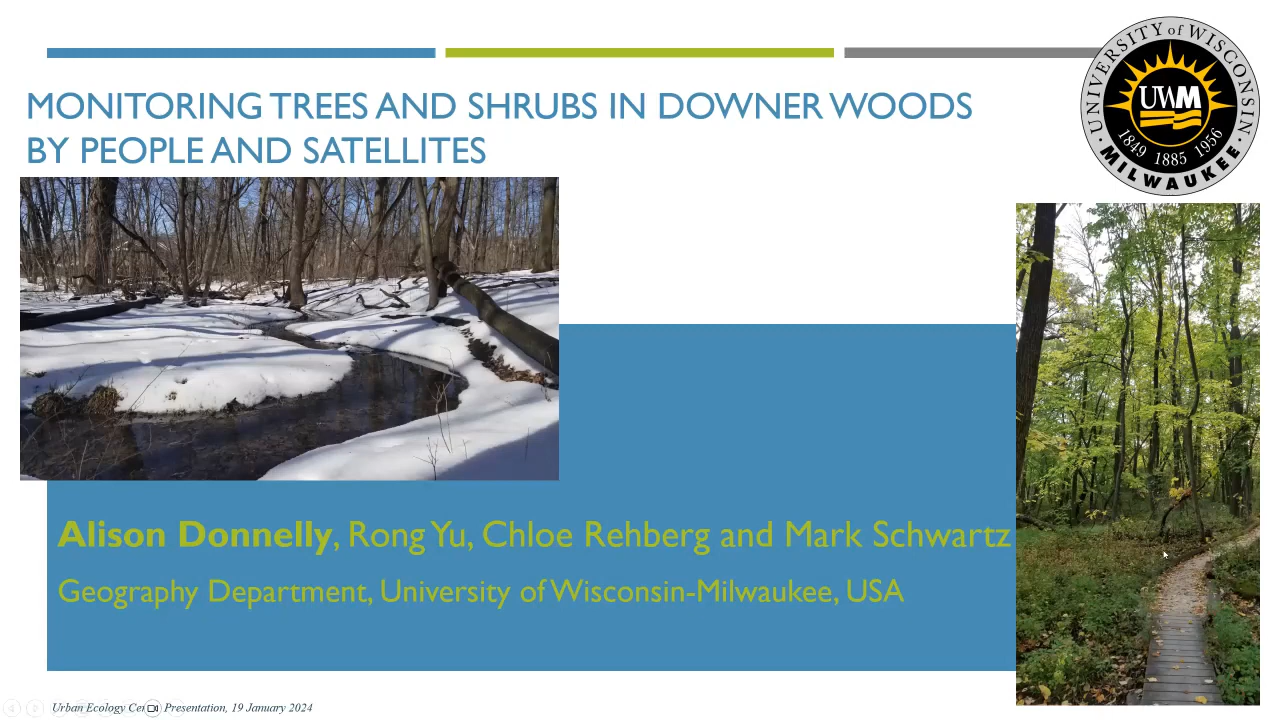 MONITORING TREES AND SHRUBS IN DOWNER WOODS
BY PEOPLE AND SATELLITES
UNIVERSITY of WISCONSIN
UWM
1849 1885 1956
MILWAUKEE
Alison Donnelly, Rong Yu, Chloe Rehberg and Mark Schwartz
Geography Department, University of Wisconsin-Milwaukee, USA
Urban Ecology Presentation, 19 January 2024